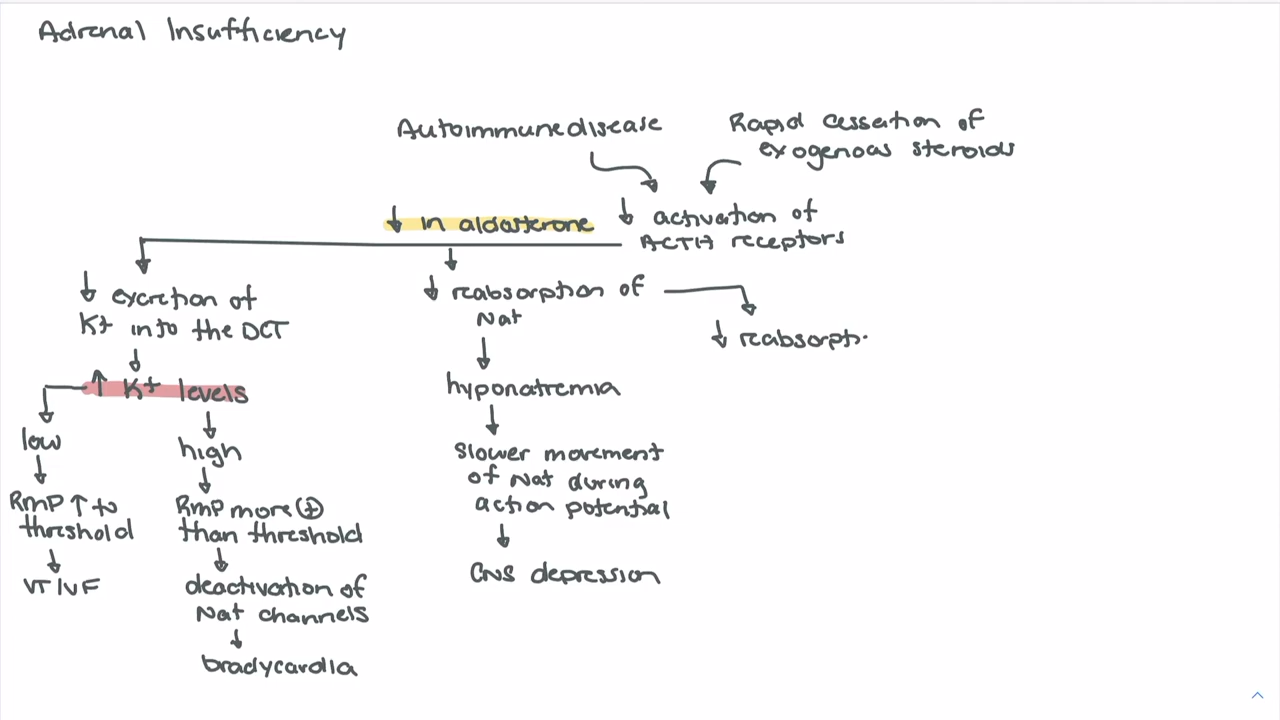 Adrenal Insufficiency
Autoimmune disease
Rapid cessation of
exogenous steroids
↓ in aldosterone
↓ activation of
ACTH receptors
↓ excretion of
K+ into the DCT
↓ reabsorption of
Na+
↓ reabsopti
↑ K+ levels
hyponatremia
low
high
slower movement
of Na+ during
action potential
RMP ↑ to
threshold
RMP more (+)
than threshold
VT/VF
deactivation of
Na+ channels
CNS depression
bradycardia